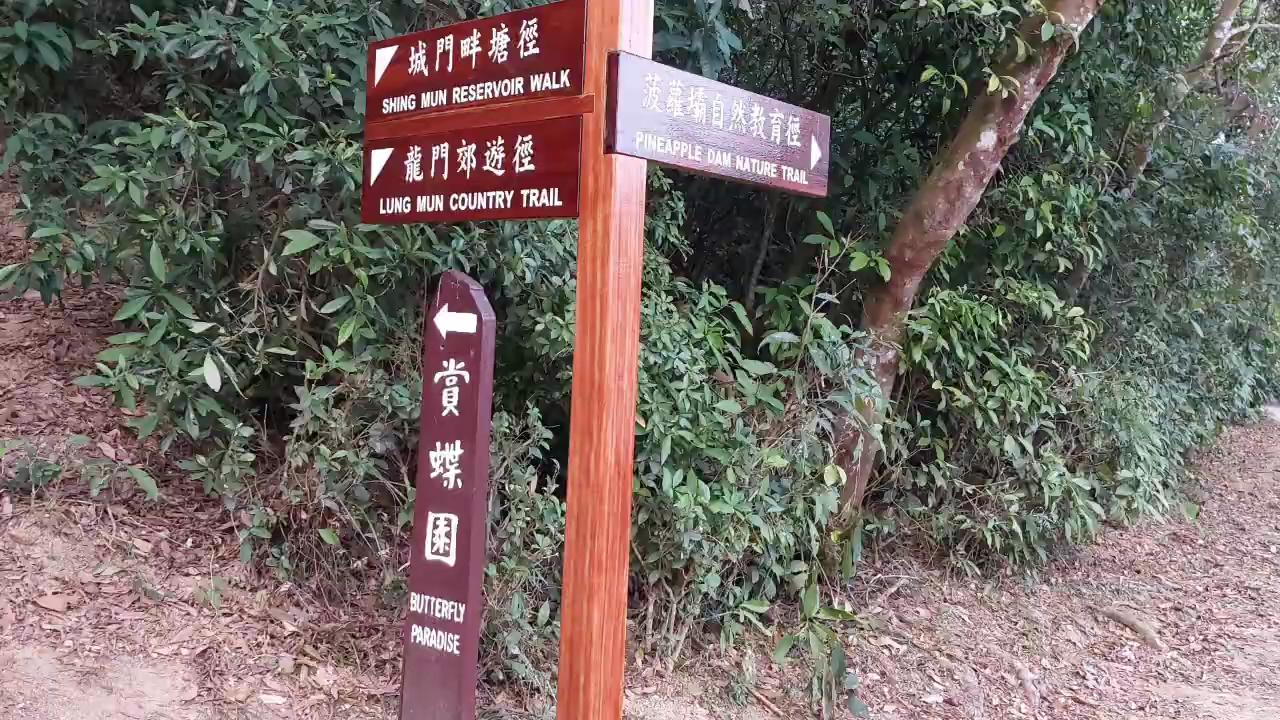 城門畔塘徑
SHING MUN RESERVOIR WALK
龍門郊遊徑
LUNG MUN COUNTRY TRAIL
菠蘿壩自然教育徑
PINEAPPLE DAM NATURE TRAIL
賞蝶園
BUTTERFLY
PARADISE